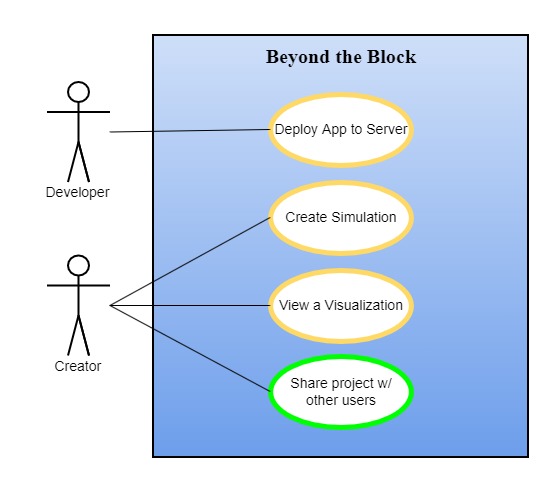 Beyond the Block
Deploy App to Server
Developer
Create Simulation
View a Visualization
Creator
Share project w/
other users